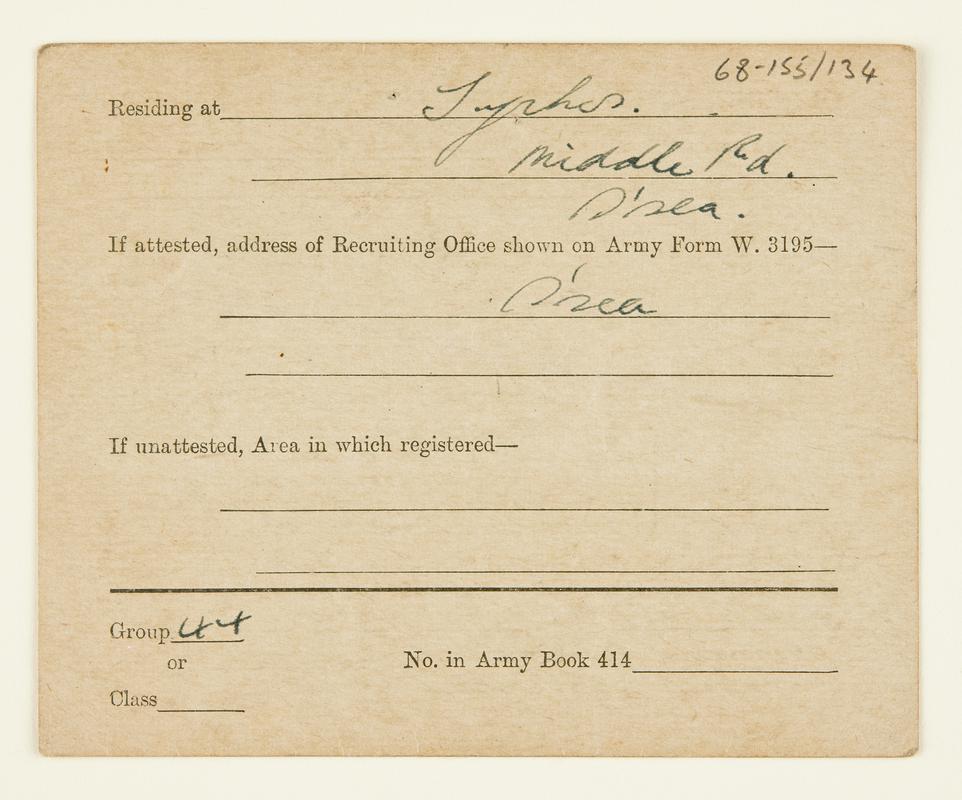 68-155/134
Residing at
Middle Rd.
S'sea.
If attested, address of Recruiting Office shown on Army Form W. 3195—
S'sea
If unattested, Area in which registered—
Group 44
or
No. in Army Book 414
Class